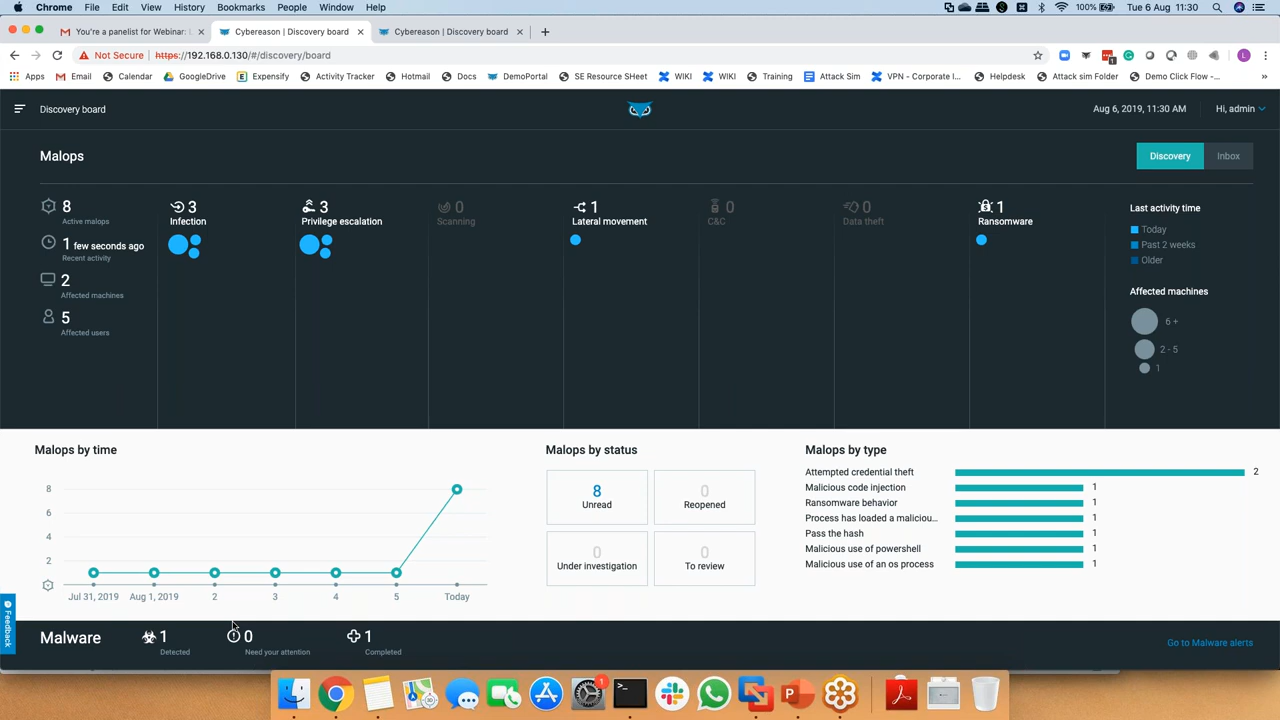 Chrome File Edit View History Bookmarks People Window Help 100% Tue 6 Aug 11:30
You're a panelist for Webinar: Cybereason | Discovery board Cybereason | Discovery board
Not Secure https://192.168.0.130/#/discovery/board
Apps Email Calendar GoogleDrive Expensify Activity Tracker Hotmail Docs DemoPortal SE Resource SHeet WIKI WIKI Training Attack Sim VPN - Corporate I... Helpdesk Attack sim Folder Demo Click Flow -... »
Discovery board Aug 6, 2019, 11:30 AM Hi, admin
Malops Discovery Inbox
8 Active malops
1 few seconds ago
Recent activity
2
Affected machines
5
Affected users
3
Infection
3
Privilege escalation
0
Scanning
1
Lateral movement
0
C&C
0
Data theft
1
Ransomware
Last activity time
Today
Past 2 weeks
Older
Affected machines
6 +
2 - 5
1
Malops by time
8
6
4
2
Jul 31, 2019 Aug 1, 2019 2 3 4 5 Today
Malops by status
8
Unread
0
Reopened
0
Under investigation
0
To review
Malops by type
Attempted credential theft 2
Malicious code injection 1
Ransomware behavior 1
Process has loaded a maliciou... 1
Pass the hash 1
Malicious use of powershell 1
Malicious use of an os process 1
Feedback
Malware
1
Detected
0
Need your attention
1
Completed
Go to Malware alerts